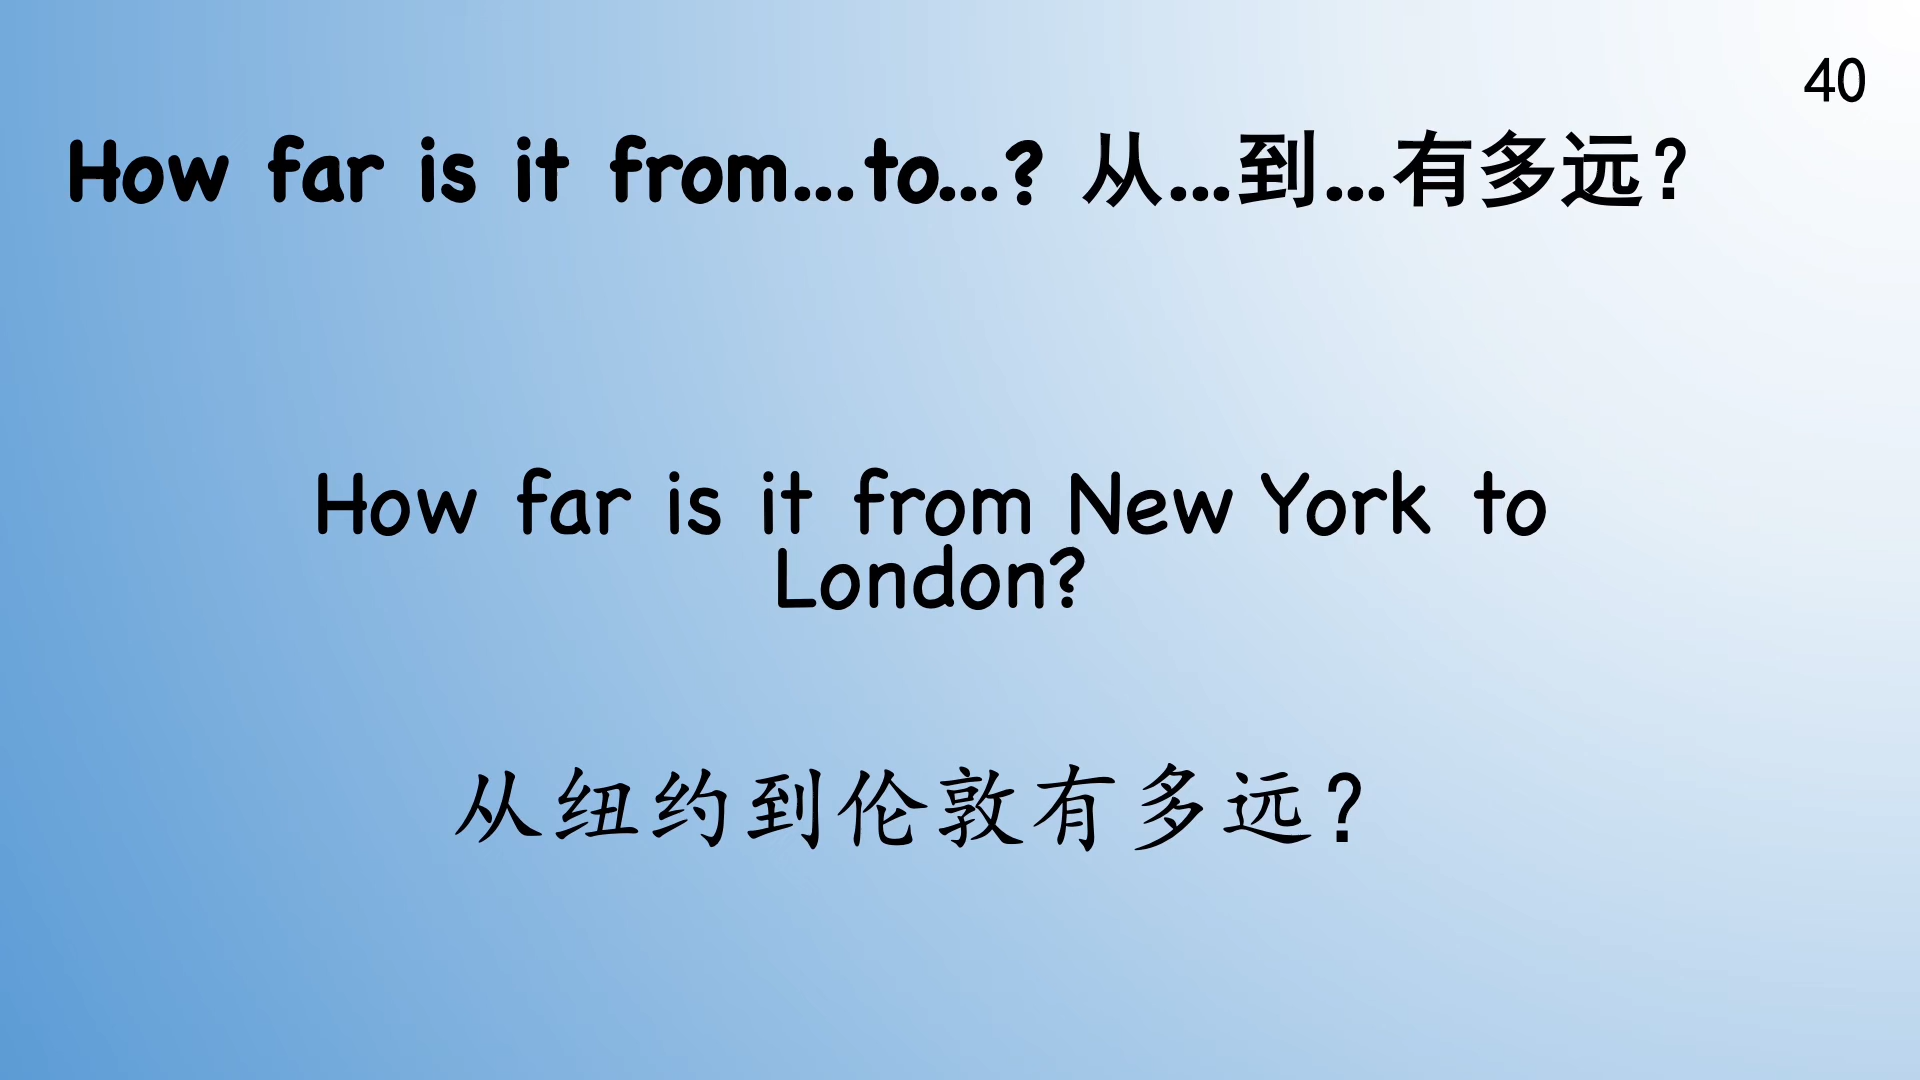 40
How far is it from...to...? 从...到...有多远？
How far is it from New York to
London?
从纽约到伦敦有多远？